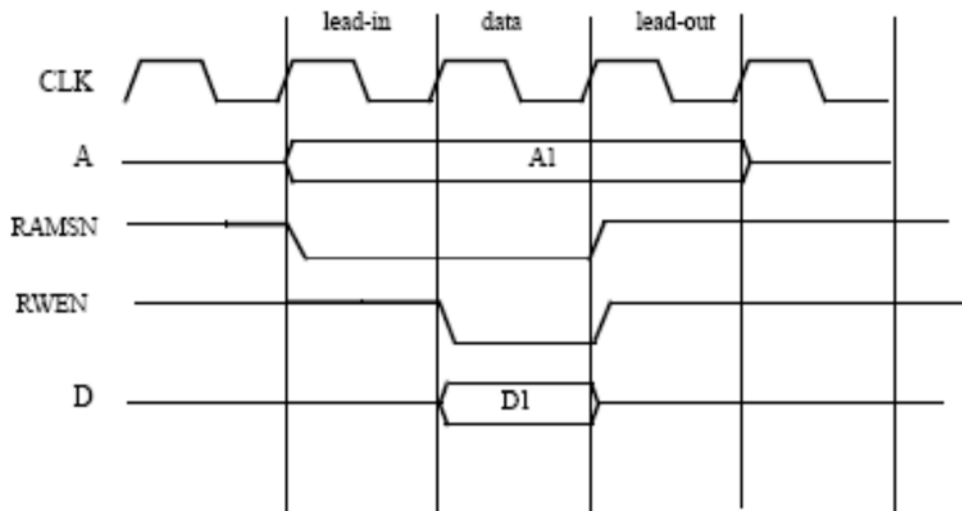 lead-in data lead-out
CLK
A A1
RAMSN
RWEN
D D1